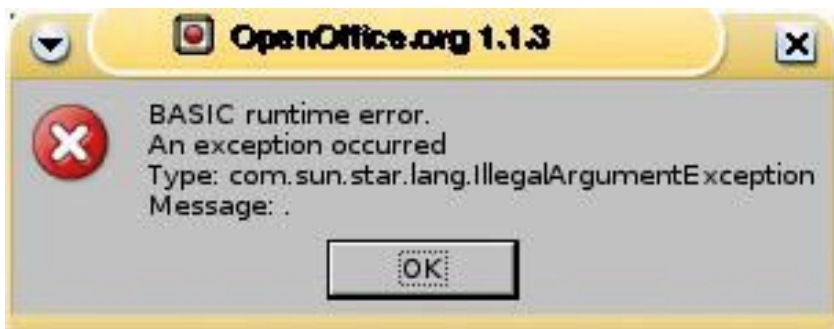 OpenOffice.org 1.1.3
BASIC runtime error.
An exception occurred
Type: com.sun.star.lang.IllegalArgumentException
Message: .
OK